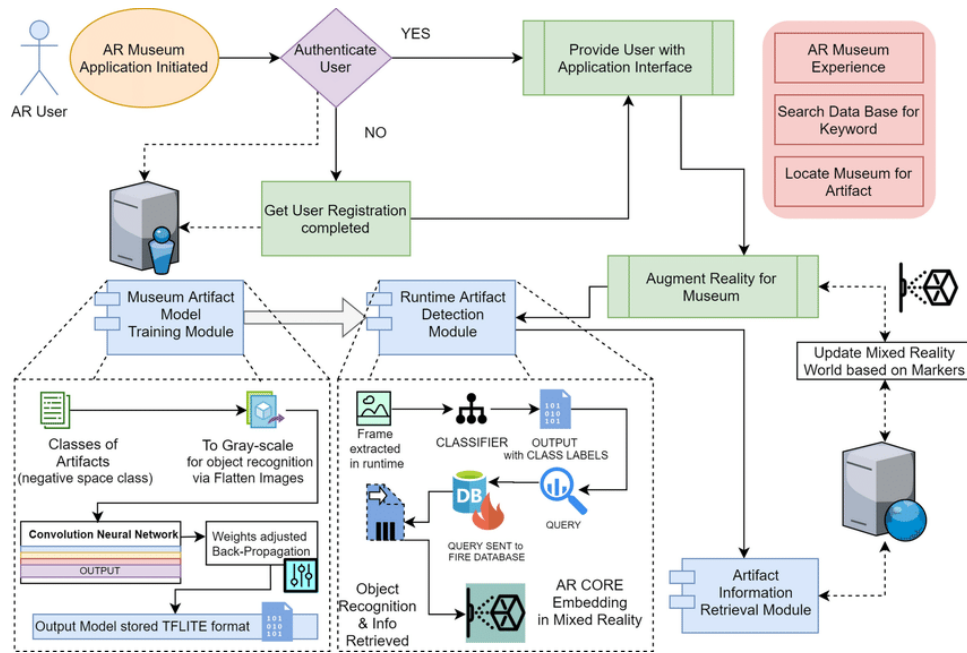 AR User
AR Museum
Application Initiated
Authenticate
User
YES
NO
Provide User with
Application Interface
AR Museum
Experience
Search Data Base for
Keyword
Locate Museum for
Artifact
Get User Registration
completed
Augment Reality for
Museum
Update Mixed Reality
World based on Markers
Museum Artifact
Model
Training Module
Runtime Artifact
Detection
Module
Classes of
Artifacts
(negative space class)
To Gray-scale
for object recognition
via Flatten Images
Convolution Neural Network
OUTPUT
Weights adjusted
Back-Propagation
Output Model stored TFLITE format
101
010
101
Frame
extracted
in runtime
CLASSIFIER
101
010
101
OUTPUT
with CLASS LABELS
QUERY
DB
QUERY SENT to
FIRE DATABASE
Object
Recognition
& Info
Retrieved
AR CORE
Embedding
in Mixed Reality
Artifact
Information
Retrieval Module